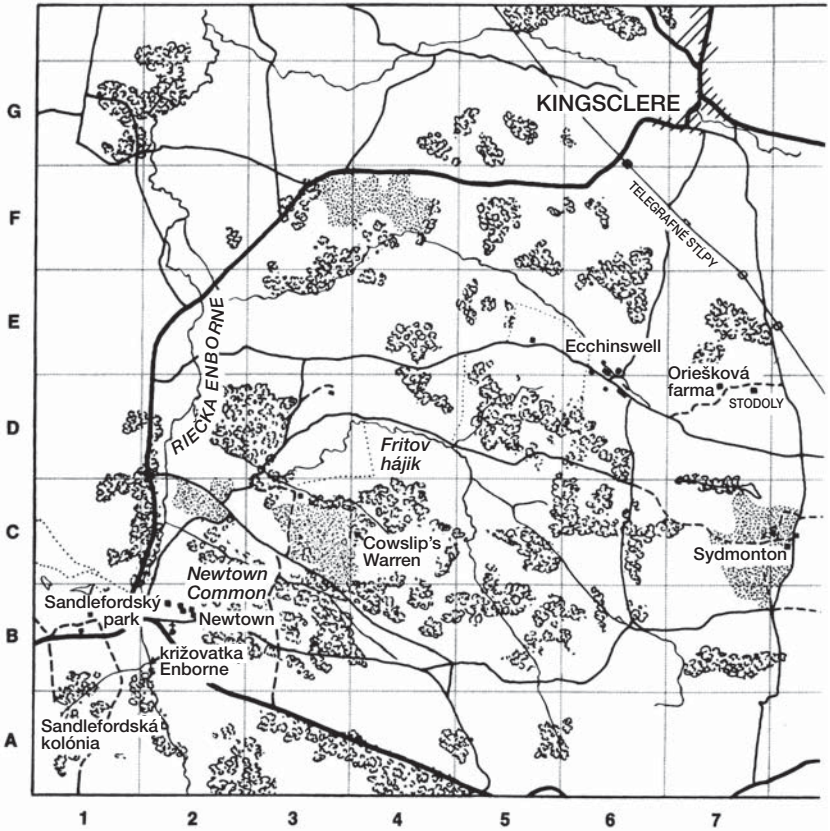 G
KINGSCLERE
F
TELEGRAFNÉ STĹPY
E
RIEČKA ENBORNE
Ecchinswell
Oriešková
farma
STODOLY
D
Fritov
hájik
C
Cowslip's
Warren
Sydmonton
Newtown
Common
Sandlefordský
park
Newtown
B
križovatka
Enborne
Sandlefordská
kolónia
A
1 2 3 4 5 6 7